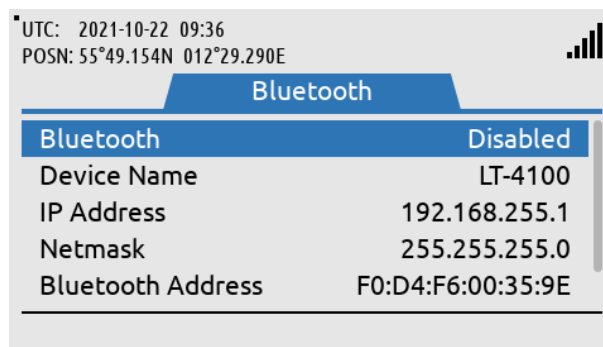 UTC: 2021-10-22 09:36
POSN: 55°49.154N 012°29.290E
Bluetooth
Bluetooth Disabled
Device Name LT-4100
IP Address 192.168.255.1
Netmask 255.255.255.0
Bluetooth Address F0:D4:F6:00:35:9E